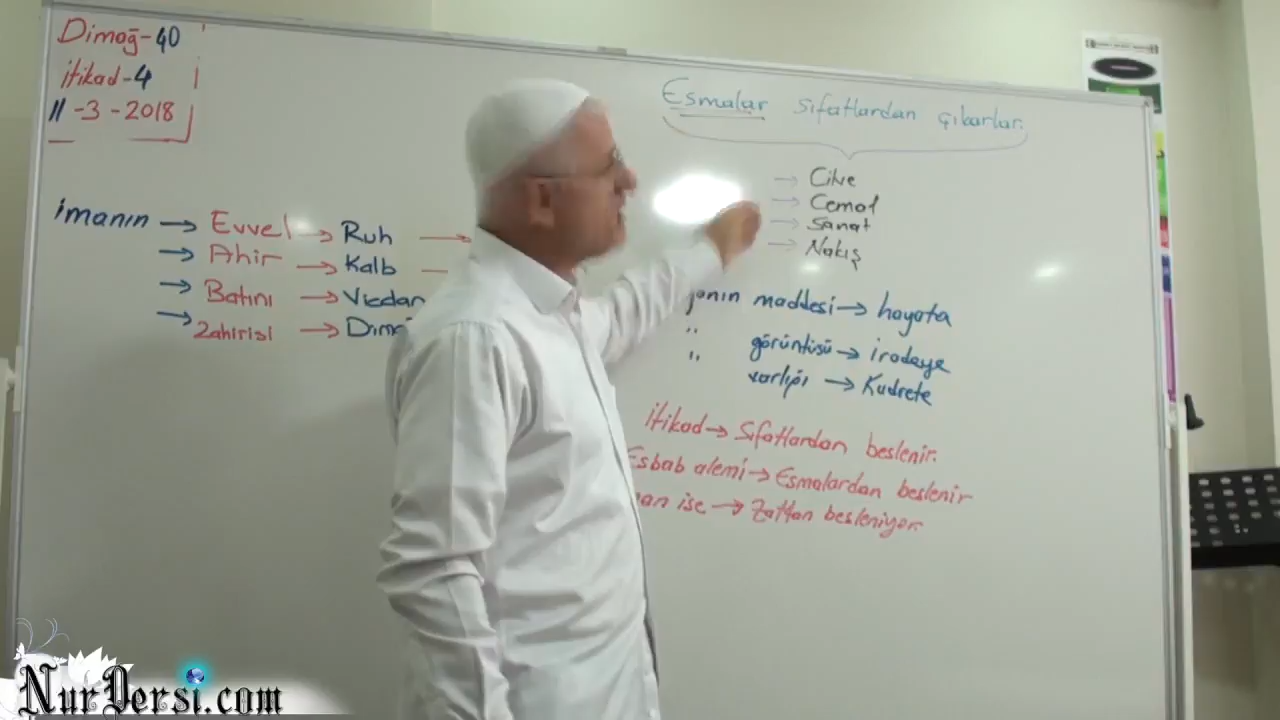 Dimağ-40
itikad-4
11 -3 -2018
Esmalar sıfatlardan çıkarlar.
→ Cilve
→ Cemal
→ Sanat
→ Nakış
imanın → Evvel → Ruh →
→ Ahir → Kalb
→ Batını → Vicdan
→ Zahirisi →
maddesi → hayata
" görüntüsü → iradeye
" varlığı → Kudrete
itikad → Sıfatlardan beslenir.
Esbab alemi → Esmalardan beslenir
ise → Zattan besleniyor
NurDersi.com